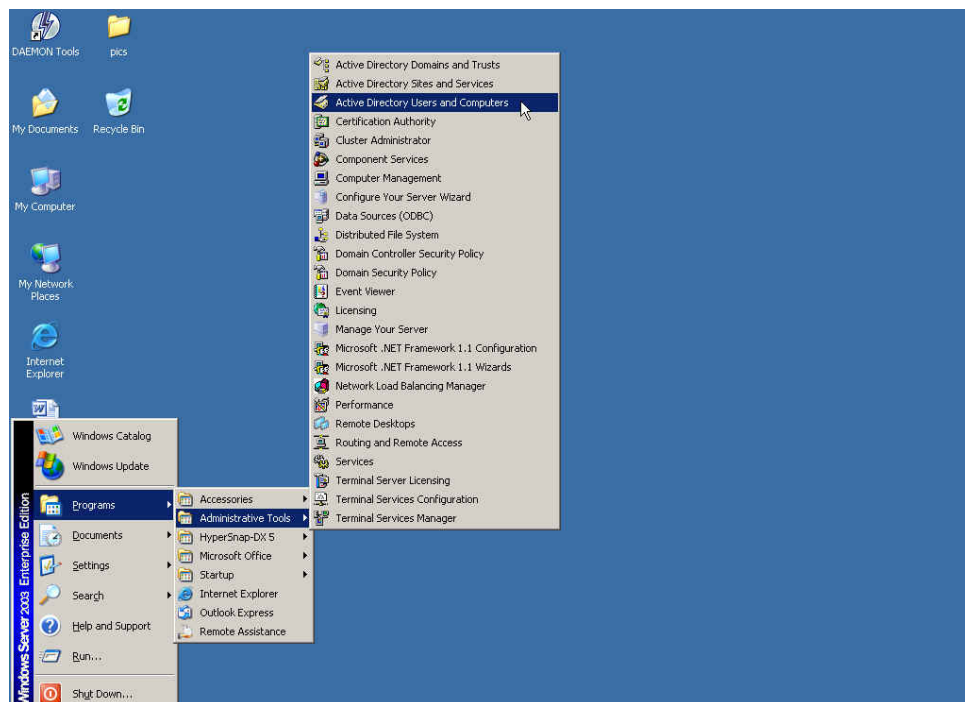 DAEMON Tools
pics
My Documents
Recycle Bin
My Computer
My Network
Places
Internet
Explorer
Windows Server 2003 Enterprise Edition
Windows Catalog
Windows Update
Programs
Documents
Settings
Search
Help and Support
Run...
Shut Down...
Accessories
Administrative Tools
HyperSnap-DX 5
Microsoft Office
Startup
Internet Explorer
Outlook Express
Remote Assistance
Active Directory Domains and Trusts
Active Directory Sites and Services
Active Directory Users and Computers
Certification Authority
Cluster Administrator
Component Services
Computer Management
Configure Your Server Wizard
Data Sources (ODBC)
Distributed File System
Domain Controller Security Policy
Domain Security Policy
Event Viewer
Licensing
Manage Your Server
Microsoft .NET Framework 1.1 Configuration
Microsoft .NET Framework 1.1 Wizards
Network Load Balancing Manager
Performance
Remote Desktops
Routing and Remote Access
Services
Terminal Server Licensing
Terminal Services Configuration
Terminal Services Manager